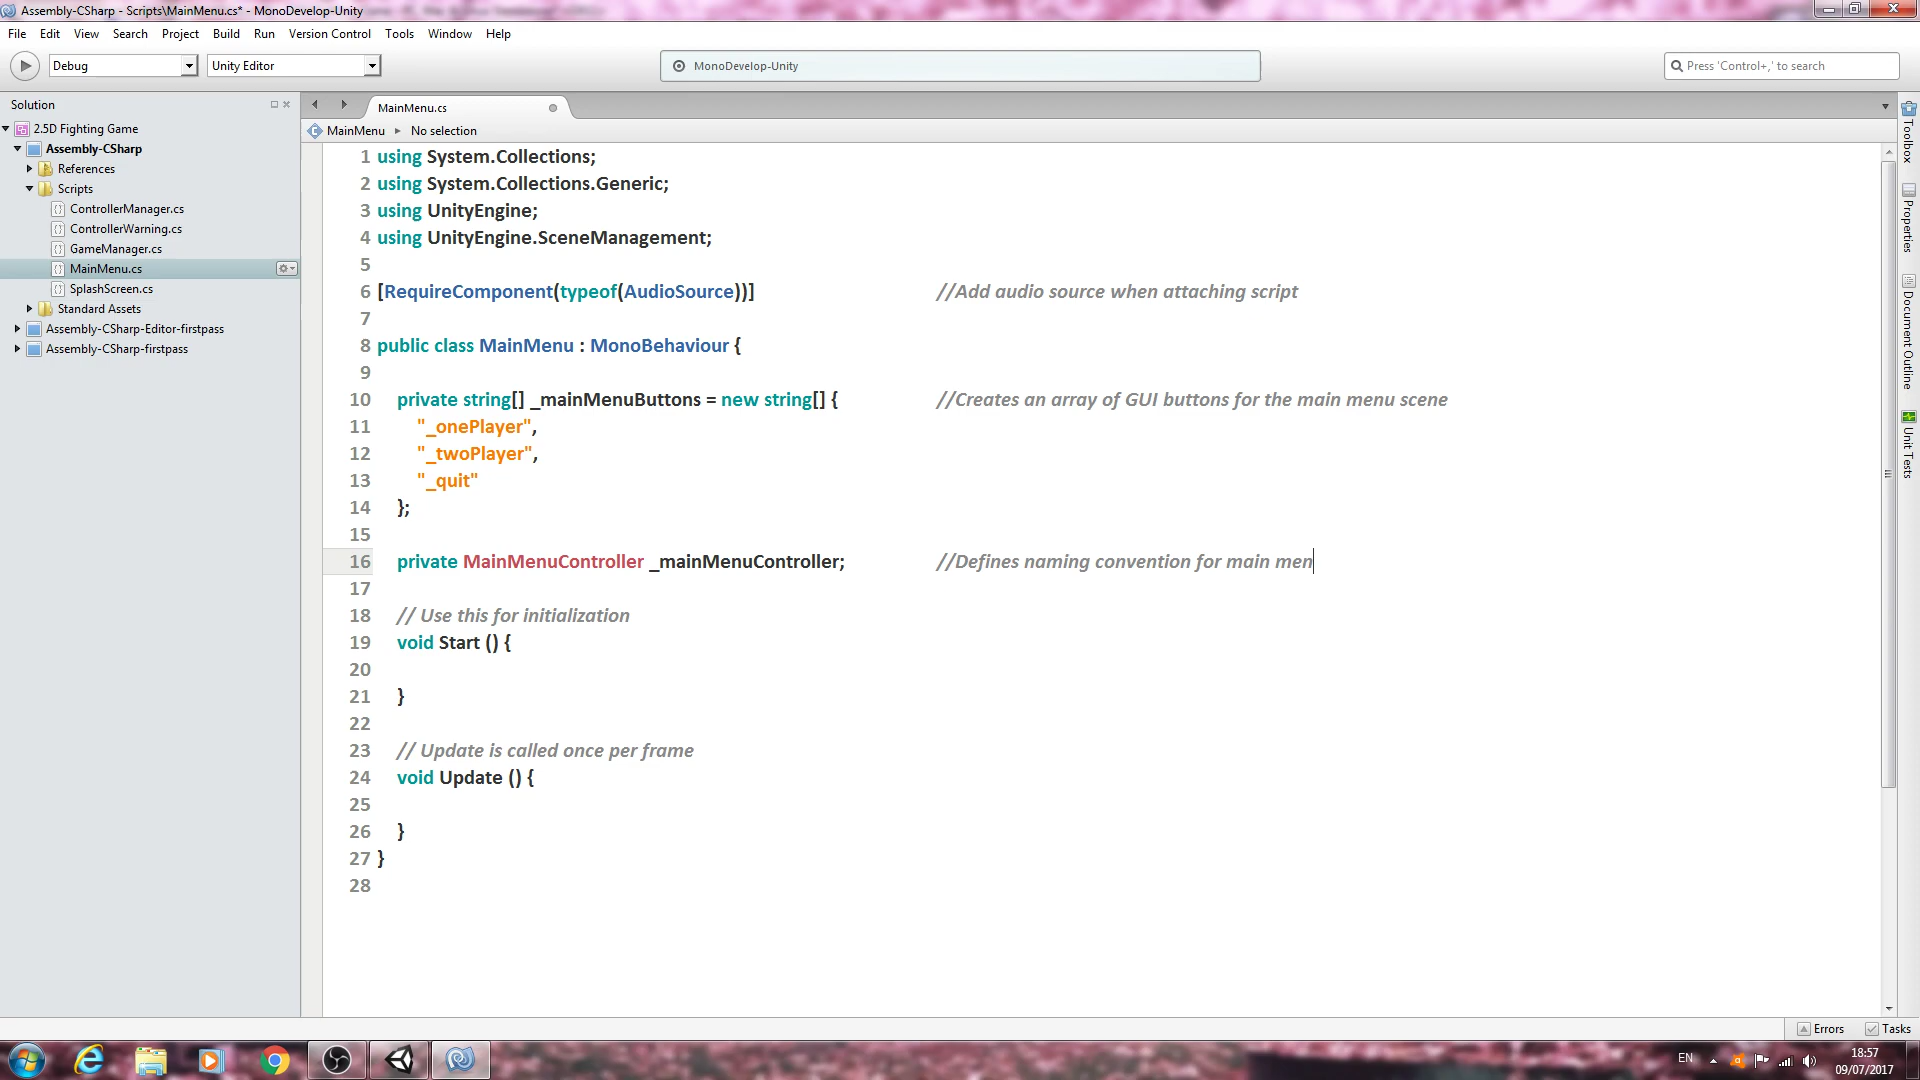 Assembly-CSharp - Scripts\MainMenu.cs* - MonoDevelop-Unity
File Edit View Search Project Build Run Version Control Tools Window Help
Debug Unity Editor MonoDevelop-Unity Press 'Control+,' to search
Solution MainMenu.cs
MainMenu No selection
2.5D Fighting Game
Assembly-CSharp
References
Scripts
ControllerManager.cs
ControllerWarning.cs
GameManager.cs
MainMenu.cs
SplashScreen.cs
Standard Assets
Assembly-CSharp-Editor-firstpass
Assembly-CSharp-firstpass
1 using System.Collections;
2 using System.Collections.Generic;
3 using UnityEngine;
4 using UnityEngine.SceneManagement;
5
6 [RequireComponent(typeof(AudioSource))] //Add audio source when attaching script
7
8 public class MainMenu : MonoBehaviour {
9
10 private string[] _mainMenuButtons = new string[] { //Creates an array of GUI buttons for the main menu scene
11 "_onePlayer",
12 "_twoPlayer",
13 "_quit"
14 };
15
16 private MainMenuController _mainMenuController; //Defines naming convention for main men
17
18 // Use this for initialization
19 void Start () {
20
21 }
22
23 // Update is called once per frame
24 void Update () {
25
26 }
27 }
28
Toolbox
Properties
Document Outline
Unit Tests
Errors Tasks
EN 18:57
09/07/2017